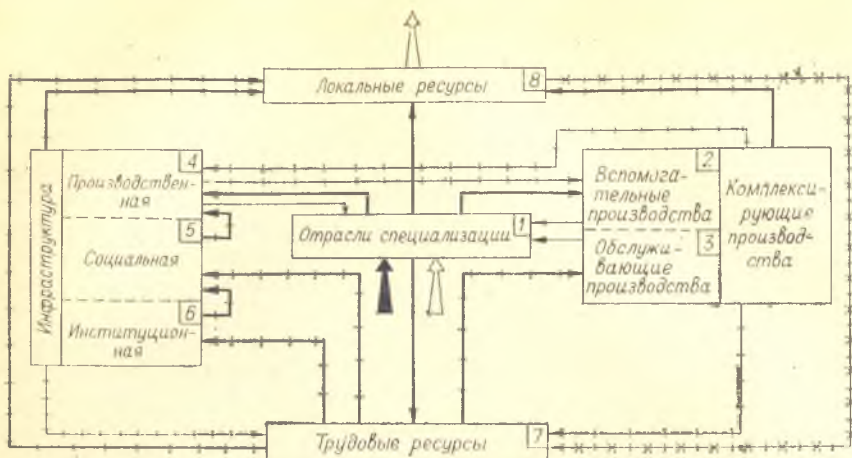 Локальные ресурсы
8
Инфраструктура
4
Производствен-
ная
5
Социальная
6
Институцион-
ная
1
Отрасли специализации
2
Вспомога-
тельные
производства
3
Обслужи-
вающие
производства
Комплекси-
рующие
производ-
ства
Трудовые ресурсы
7